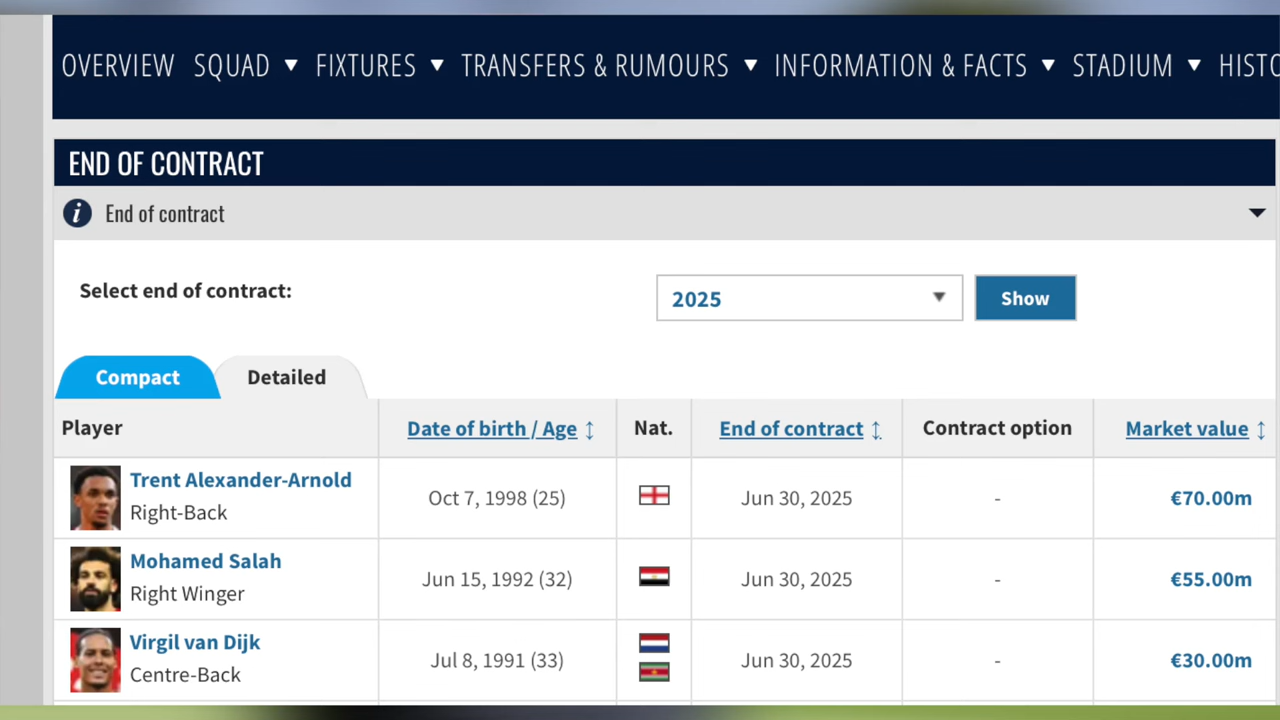 OVERVIEW SQUAD ▼ FIXTURES ▼ TRANSFERS & RUMOURS ▼ INFORMATION & FACTS ▼ STADIUM ▼ HISTO
END OF CONTRACT
i End of contract
Select end of contract: 2025 Show
Compact Detailed
Player Date of birth / Age Nat. End of contract Contract option Market value
Trent Alexander-Arnold
Right-Back Oct 7, 1998 (25) Jun 30, 2025 - €70.00m
Mohamed Salah
Right Winger Jun 15, 1992 (32) Jun 30, 2025 - €55.00m
Virgil van Dijk
Centre-Back Jul 8, 1991 (33) Jun 30, 2025 - €30.00m